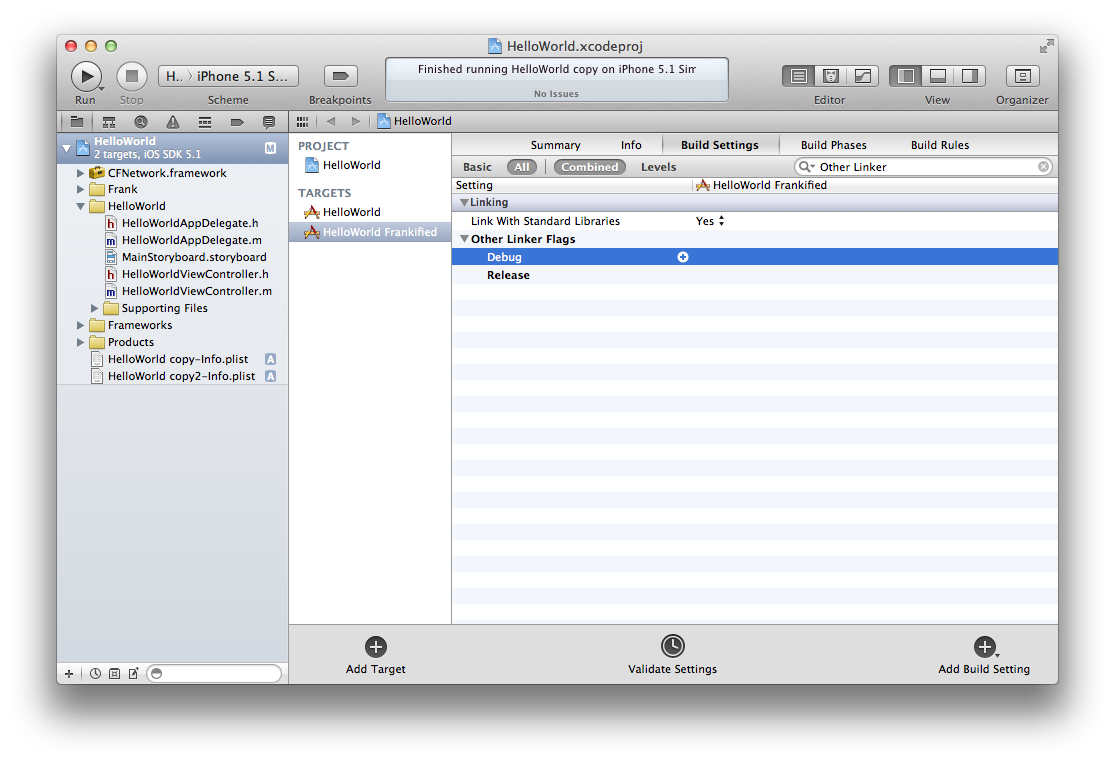 HelloWorld.xcodeproj
H.. 〉 iPhone 5.1 S...
Finished running HelloWorld copy on iPhone 5.1 Sim
No Issues
Run
Stop
Scheme
Breakpoints
Editor
View
Organizer
HelloWorld
2 targets, iOS SDK 5.1
M
CFNetwork.framework
Frank
HelloWorld
h HelloWorldAppDelegate.h
m HelloWorldAppDelegate.m
MainStoryboard.storyboard
h HelloWorldViewController.h
m HelloWorldViewController.m
Supporting Files
Frameworks
Products
HelloWorld copy-Info.plist A
HelloWorld copy2-Info.plist A
HelloWorld
PROJECT
HelloWorld
TARGETS
HelloWorld
HelloWorld Frankified
Summary Info Build Settings Build Phases Build Rules
Basic All Combined Levels Other Linker
Setting HelloWorld Frankified
Linking
Link With Standard Libraries Yes
Other Linker Flags
Debug
Release
Add Target
Validate Settings
Add Build Setting